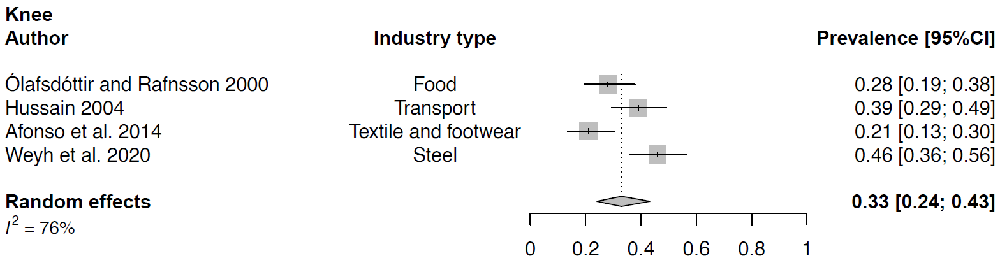 Knee
Author Industry type Prevalence [95%CI]
Ólafsdóttir and Rafnsson 2000 Food 0.28 [0.19; 0.38]
Hussain 2004 Transport 0.39 [0.29; 0.49]
Afonso et al. 2014 Textile and footwear 0.21 [0.13; 0.30]
Weyh et al. 2020 Steel 0.46 [0.36; 0.56]
Random effects 0.33 [0.24; 0.43]
I² = 76%
0 0.2 0.4 0.6 0.8 1